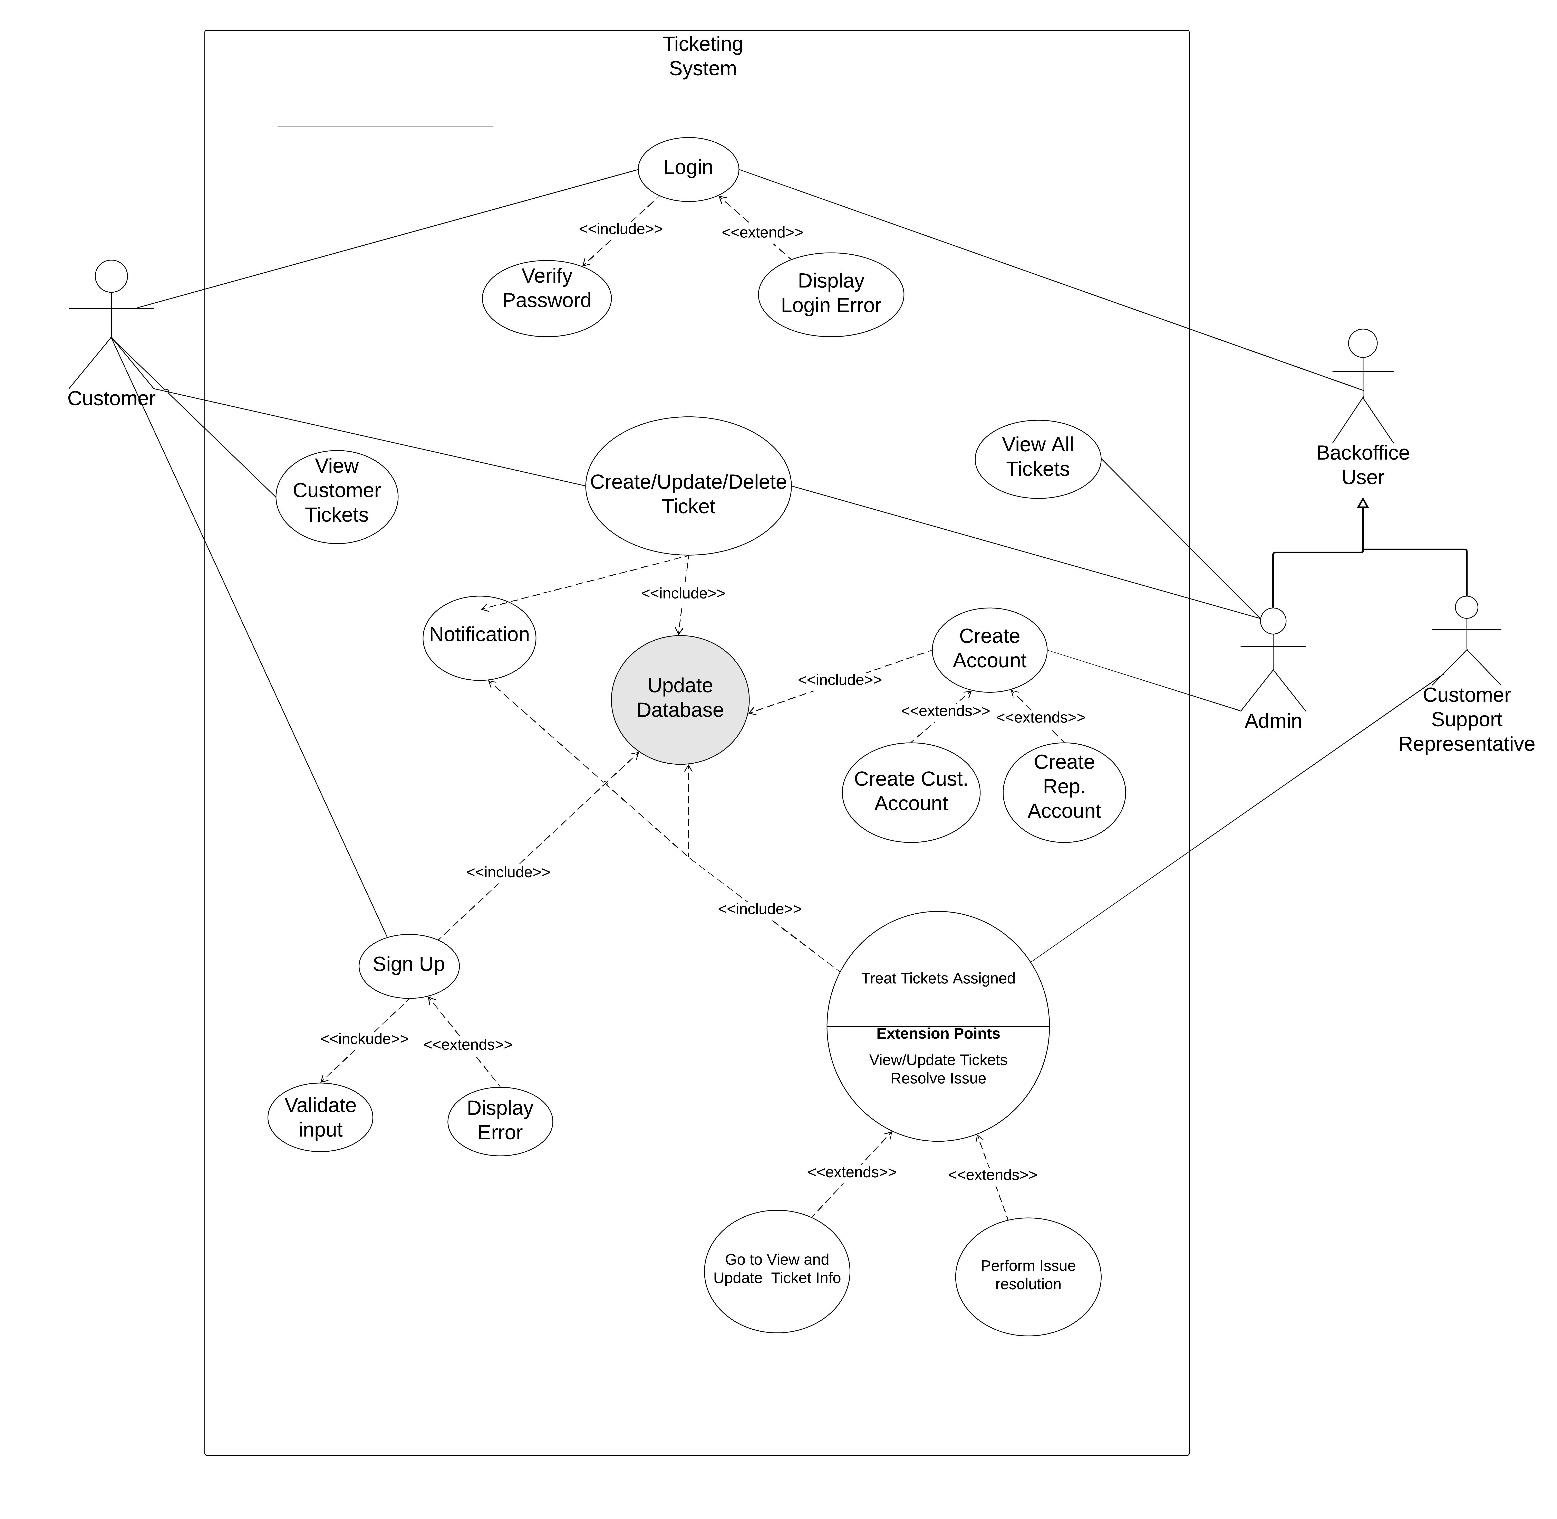 Ticketing
System
Login
<<include>>
<<extend>>
Verify
Password
Display
Login Error
Customer
Backoffice
User
View
Customer
Tickets
Create/Update/Delete
Ticket
View All
Tickets
<<include>>
Notification
Update
Database
<<include>>
Create
Account
<<extends>>
<<extends>>
Create Cust.
Account
Create
Rep.
Account
Admin
Customer
Support
Representative
<<include>>
<<include>>
Sign Up
<<inckude>>
<<extends>>
Validate
input
Display
Error
Treat Tickets Assigned
Extension Points
View/Update Tickets
Resolve Issue
<<extends>>
<<extends>>
Go to View and
Update  Ticket Info
Perform Issue
resolution